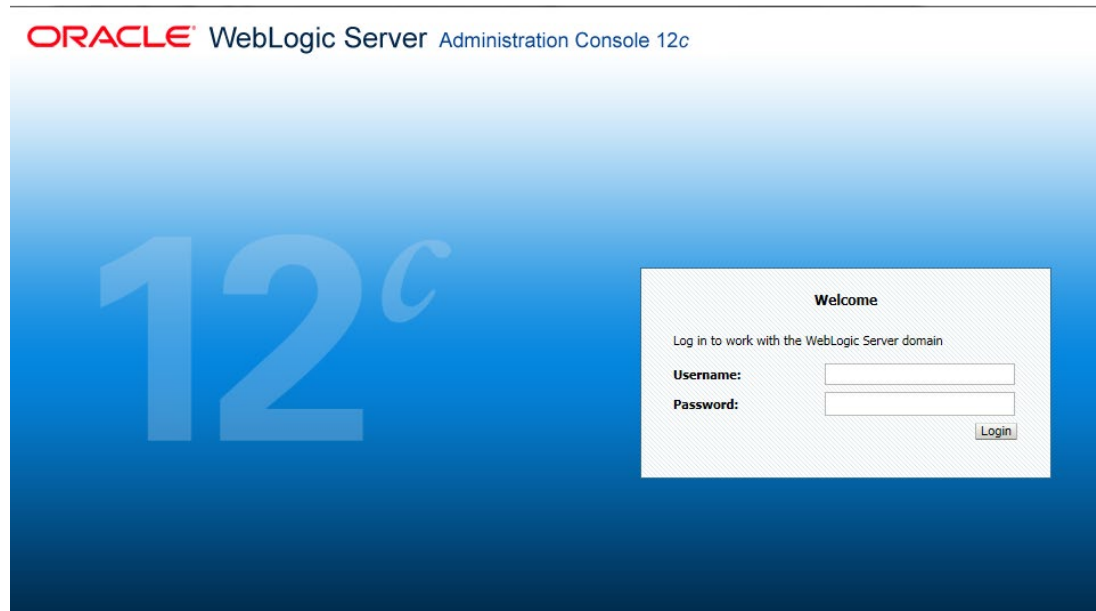 ORACLE WebLogic Server Administration Console 12c
12c
Welcome
Log in to work with the WebLogic Server domain
Username:
Password:
Login